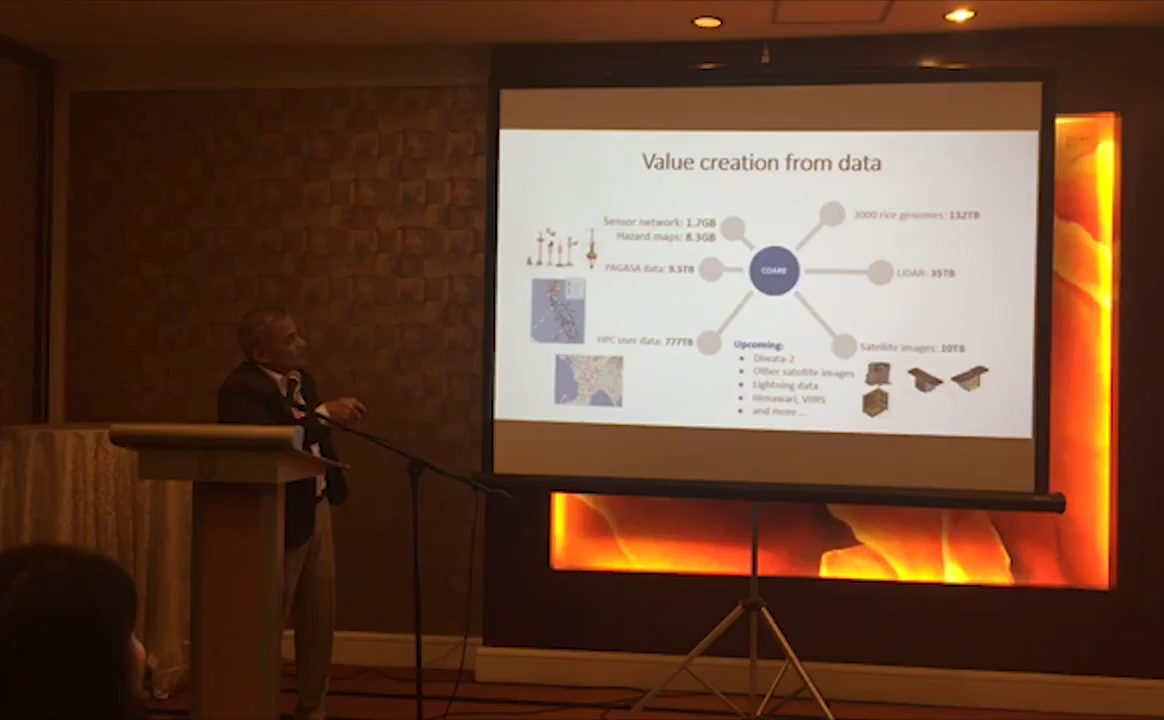 Value creation from data
Sensor network: 1.7GB
Hazard maps: 8.3GB
3000 rice genomes: 132TB
PAGASA data: 9.5TB
COARE
LiDAR: 35TB
HPC user data: 777TB
Satellite images: 10TB
Upcoming:
• Diwata-2
• Other satellite images
• Lightning data
• Himawari, VIIRS
• and more ...